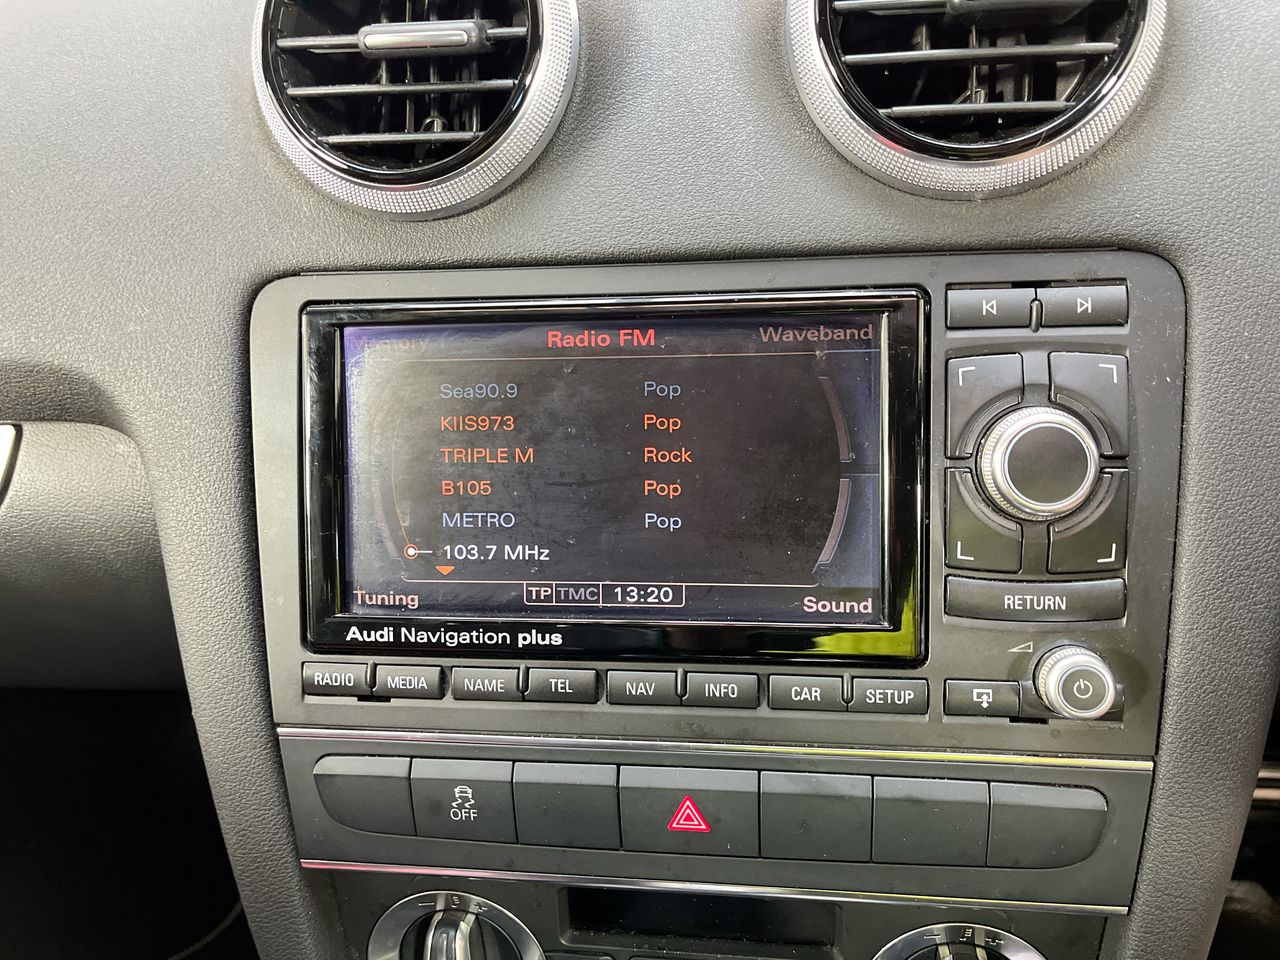 Memory Radio FM Waveband
Sea90.9 Pop
KIIS973 Pop
TRIPLE M Rock
B105 Pop
METRO Pop
103.7 MHz
Tuning TP TMC 13:20 Sound
Audi Navigation plus
RETURN
RADIO MEDIA NAME TEL NAV INFO CAR SETUP
OFF